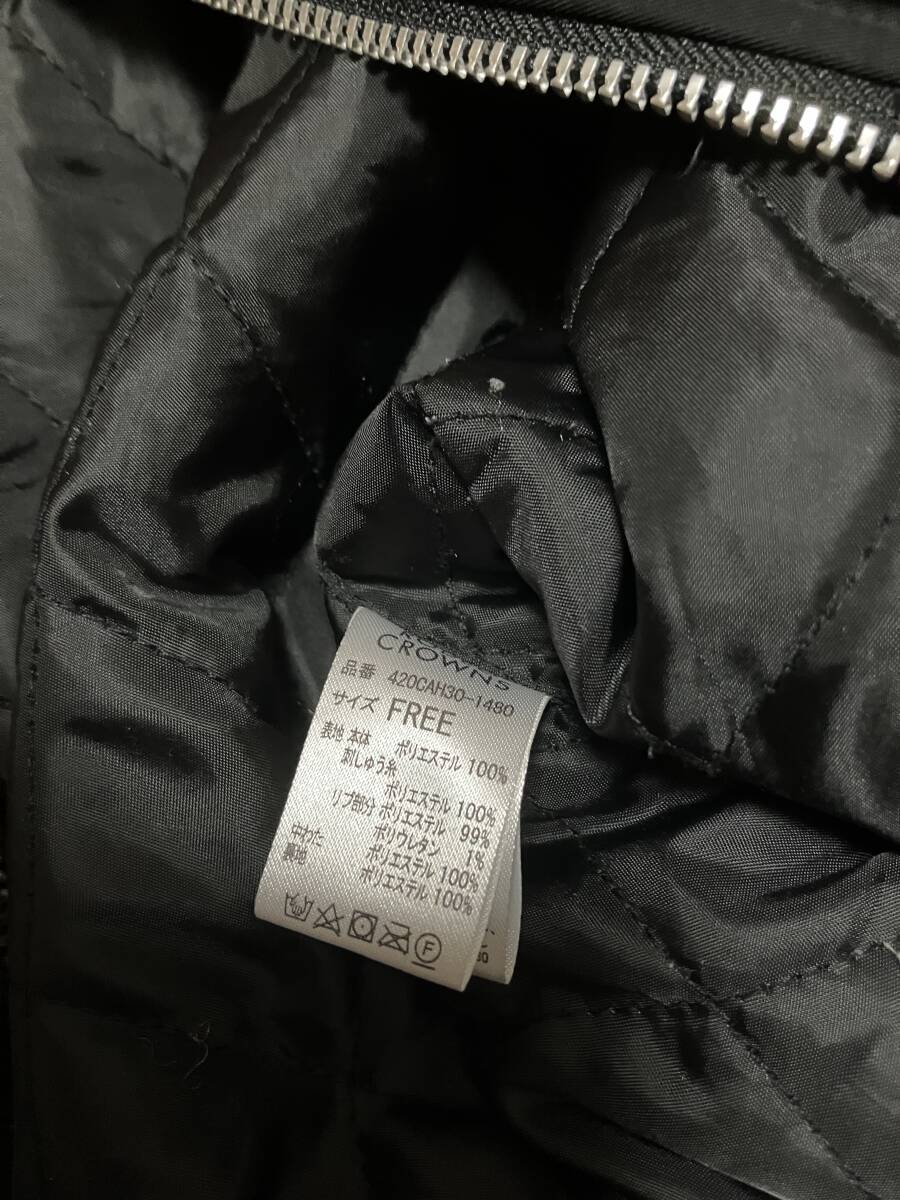 CROWNS
品番 420CAH30-1480
サイズ FREE
表地 本体 ポリエステル 100%
刺しゅう糸
ポリエステル 100%
リブ部分 ポリエステル 99%
ポリウレタン 1%
中わた ポリエステル 100%
裏地 ポリエステル 100%
F